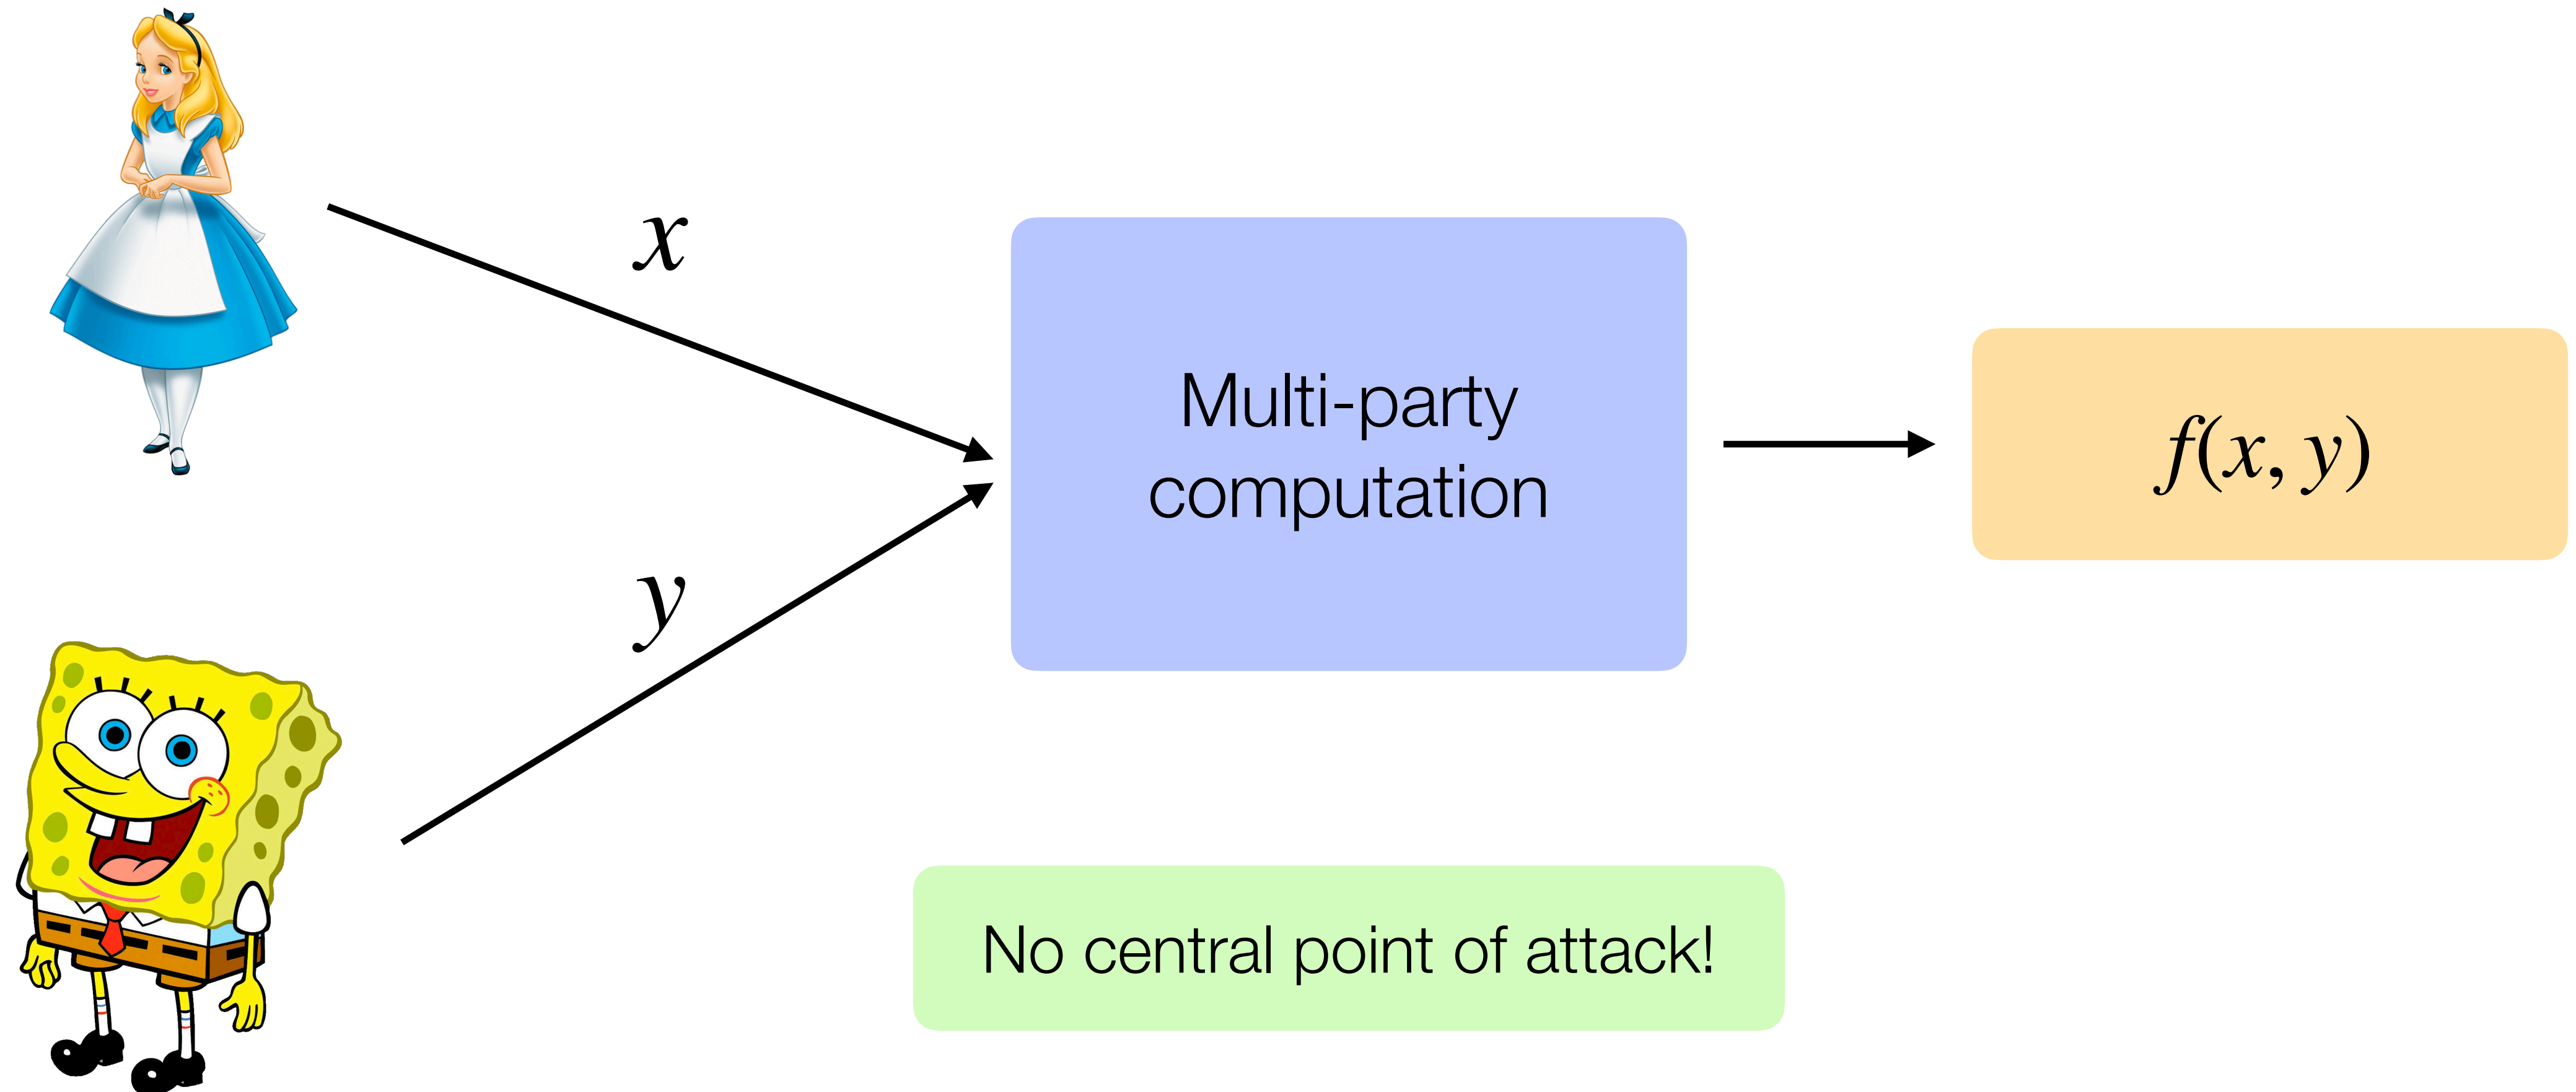 x
Multi-party
computation
f(x, y)
y
No central point of attack!